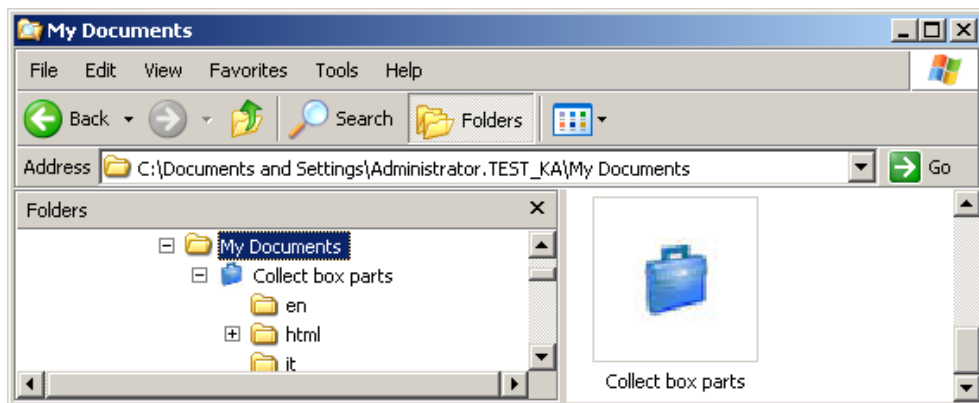 My Documents
File Edit View Favorites Tools Help
Back Search Folders
Address C:\Documents and Settings\Administrator.TEST_KA\My Documents Go
Folders
My Documents
Collect box parts
en
html
it
Collect box parts